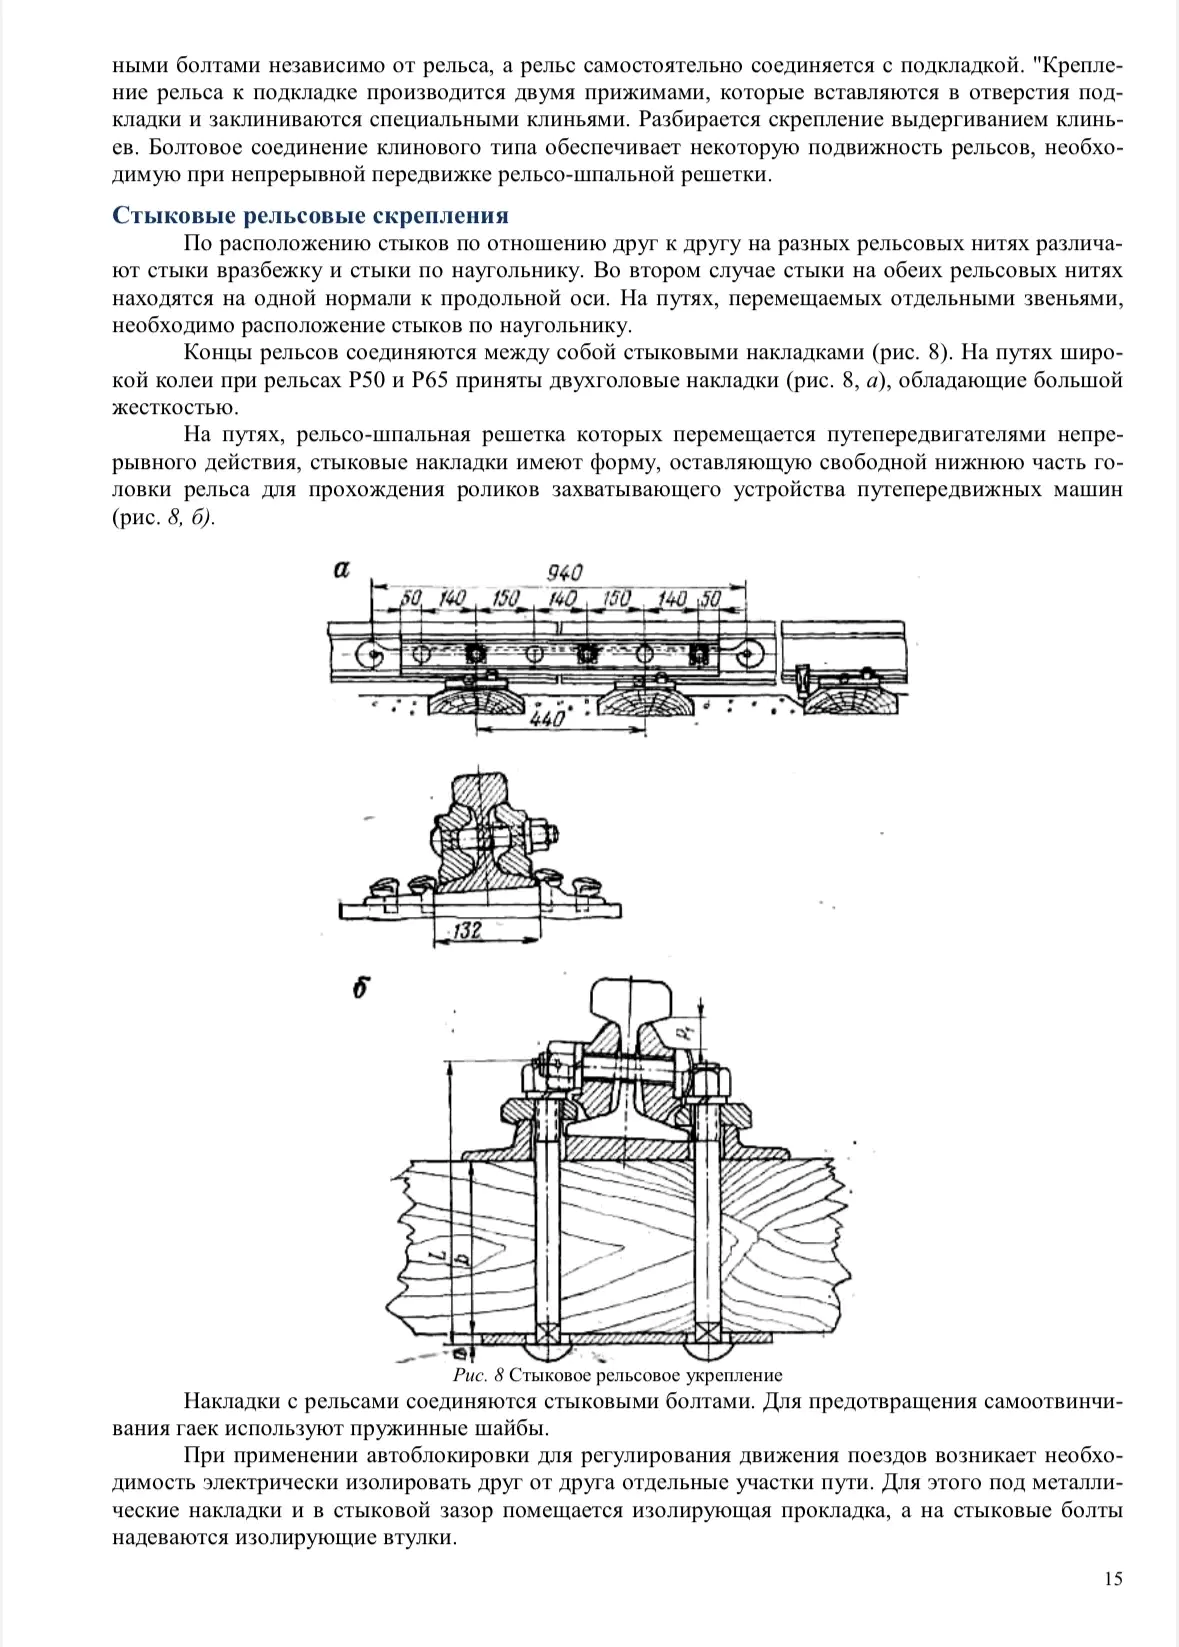 ными болтами независимо от рельса, а рельс самостоятельно соединяется с подкладкой. "Крепле-
ние рельса к подкладке производится двумя прижимами, которые вставляются в отверстия под-
кладки и заклиниваются специальными клиньями. Разбирается скрепление выдергиванием клинь-
ев. Болтовое соединение клинового типа обеспечивает некоторую подвижность рельсов, необхо-
димую при непрерывной передвижке рельсо-шпальной решетки.
Стыковые рельсовые скрепления
По расположению стыков по отношению друг к другу на разных рельсовых нитях различа-
ют стыки вразбежку и стыки по наугольнику. Во втором случае стыки на обеих рельсовых нитях
находятся на одной нормали к продольной оси. На путях, перемещаемых отдельными звеньями,
необходимо расположение стыков по наугольнику.
Концы рельсов соединяются между собой стыковыми накладками (рис. 8). На путях широ-
кой колеи при рельсах Р50 и Р65 приняты двухголовые накладки (рис. 8, а), обладающие большой
жесткостью.
На путях, рельсо-шпальная решетка которых перемещается путепередвигателями непре-
рывного действия, стыковые накладки имеют форму, оставляющую свободной нижнюю часть го-
ловки рельса для прохождения роликов захватывающего устройства путепередвижных машин
(рис. 8, б).
а
940
50 140 150 140 150 140 50
440
132
б
P₁
L
b
Рис. 8 Стыковое рельсовое укрепление
Накладки с рельсами соединяются стыковыми болтами. Для предотвращения самоотвинчи-
вания гаек используют пружинные шайбы.
При применении автоблокировки для регулирования движения поездов возникает необхо-
димость электрически изолировать друг от друга отдельные участки пути. Для этого под металли-
ческие накладки и в стыковой зазор помещается изолирующая прокладка, а на стыковые болты
надеваются изолирующие втулки.
15